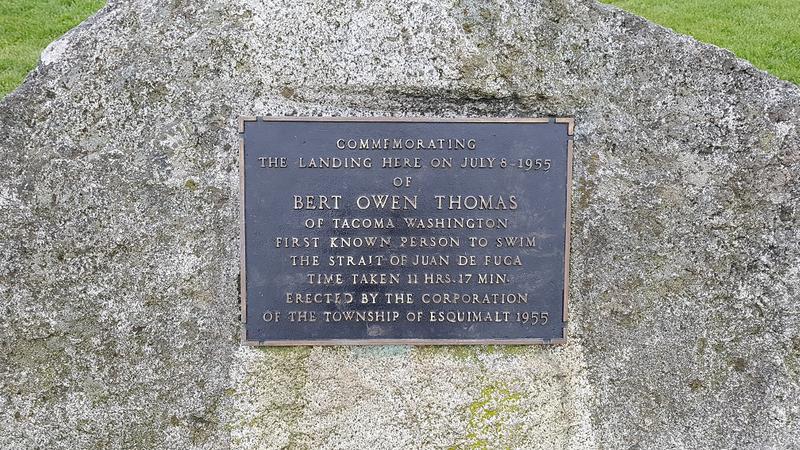 COMMEMORATING
THE LANDING HERE ON JULY 8-1955
OF
BERT OWEN THOMAS
OF TACOMA WASHINGTON
FIRST KNOWN PERSON TO SWIM
THE STRAIT OF JUAN DE FUCA
TIME TAKEN 11 HRS. 17 MIN.
ERECTED BY THE CORPORATION
OF THE TOWNSHIP OF ESQUIMALT 1955